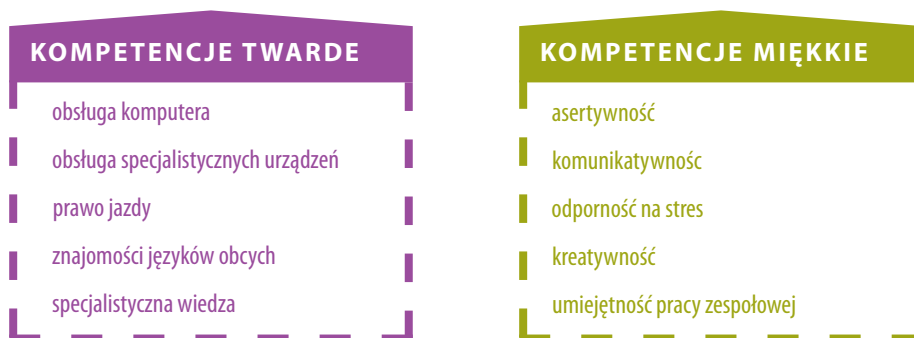 KOMPETENCJE TWARDE
obsługa komputera
obsługa specjalistycznych urządzeń
prawo jazdy
znajomości języków obcych
specjalistyczna wiedza
KOMPETENCJE MIĘKKIE
asertywność
komunikatywnośc
odporność na stres
kreatywność
umiejętność pracy zespołowej